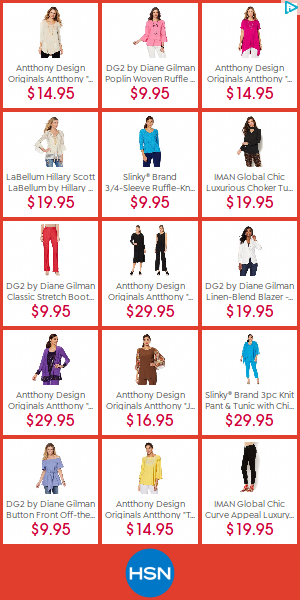 Antthony Design
Originals Antthony "...
$14.95
DG2 by Diane Gilman
Poplin Woven Ruffle ...
$9.95
Antthony Design
Originals Antthony "...
$14.95
LaBellum Hillary Scott
LaBellum by Hillary ...
$19.95
Slinky® Brand
3/4-Sleeve Ruffle-Kn...
$9.95
IMAN Global Chic
Luxurious Choker Tu...
$19.95
DG2 by Diane Gilman
Classic Stretch Boot...
$9.95
Antthony Design
Originals Antthony "...
$29.95
DG2 by Diane Gilman
Linen-Blend Blazer -...
$19.95
Antthony Design
Originals Antthony "...
$29.95
Antthony Design
Originals Antthony "J...
$16.95
Slinky® Brand 3pc Knit
Pant & Tunic with Chi...
$29.95
DG2 by Diane Gilman
Button Front Off-the...
$9.95
Antthony Design
Originals Antthony "T...
$14.95
IMAN Global Chic
Curve Appeal Luxury...
$19.95
HSN